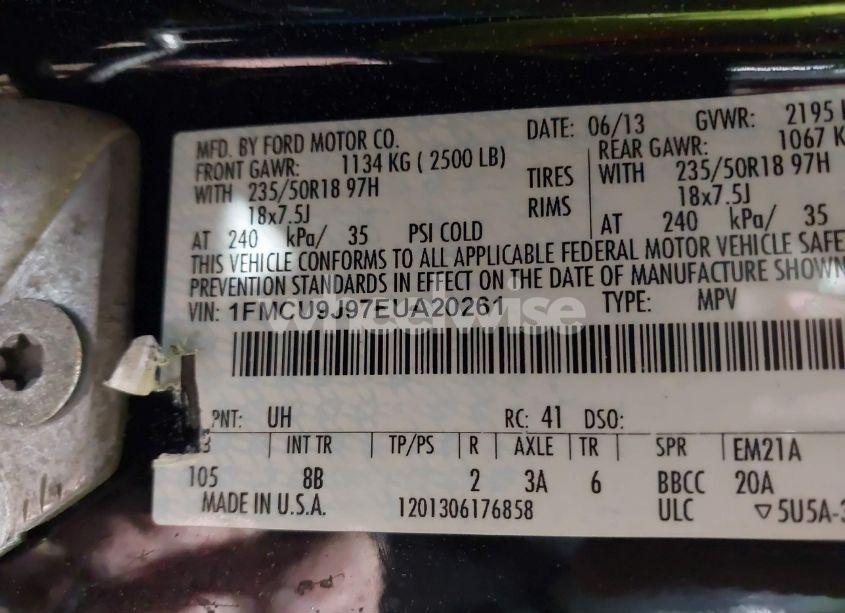 MFD. BY FORD MOTOR CO.
DATE: 06/13 GVWR: 2195
FRONT GAWR: 1134 KG ( 2500 LB)
REAR GAWR: 1067 K
WITH 235/50R18 97H TIRES WITH 235/50R18 97H
18x7.5J RIMS 18x7.5J
AT 240 kPa/ 35 PSI COLD AT 240 kPa/ 35
THIS VEHICLE CONFORMS TO ALL APPLICABLE FEDERAL MOTOR VEHICLE SAFE
PREVENTION STANDARDS IN EFFECT ON THE DATE OF MANUFACTURE SHOWN
VIN: 1FMCU9J97EUA20261 TYPE: MPV
wheelwise
PNT: UH RC: 41 DSO:
INT TR TP/PS R AXLE TR SPR EM21A
105 8B 2 3A 6 BBCC 20A
MADE IN U.S.A. 1201306176858 ULC ▽5U5A-3